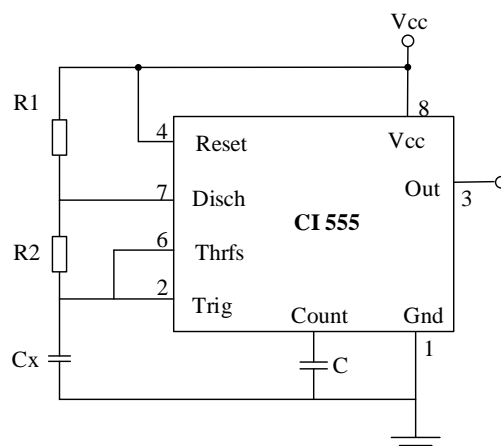 Vcc
R1
4
Reset
8
Vcc
7
Disch
Out
3
R2
6
Thrfs
CI 555
2
Trig
Count
Gnd
1
Cx
C